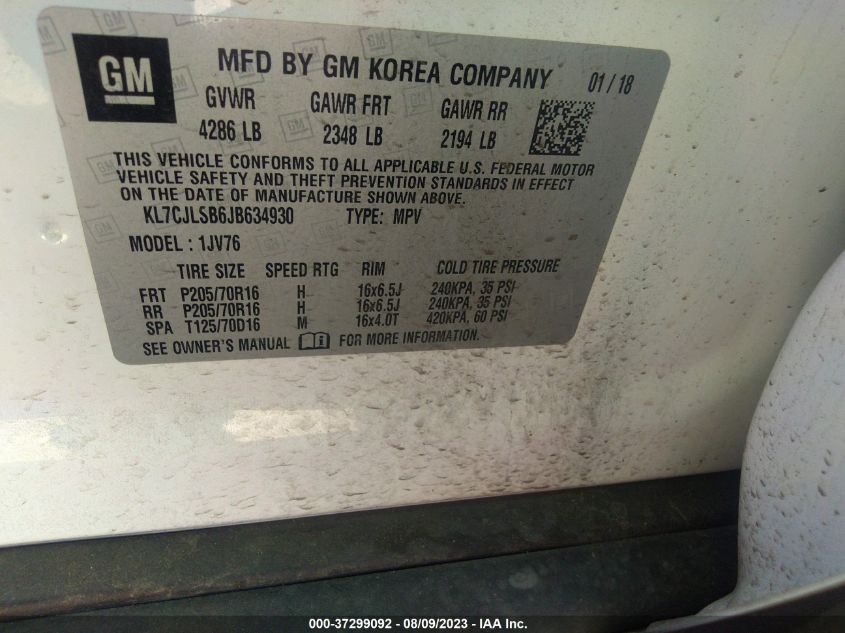 GM
MFD BY GM KOREA COMPANY 01 / 18
GVWR GAWR FRT GAWR RR
4286 LB 2348 LB 2194 LB
THIS VEHICLE CONFORMS TO ALL APPLICABLE U.S. FEDERAL MOTOR
VEHICLE SAFETY AND THEFT PREVENTION STANDARDS IN EFFECT
ON THE DATE OF MANUFACTURE SHOWN ABOVE.
KL7CJLSB6JB634930 TYPE: MPV
MODEL : 1JV76
TIRE SIZE SPEED RTG RIM COLD TIRE PRESSURE
FRT P205/70R16 H 16x6.5J 240KPA, 35 PSI
RR P205/70R16 H 16x6.5J 240KPA, 35 PSI
SPA T125/70D16 M 16x4.0T 420KPA, 60 PSI
SEE OWNER'S MANUAL FOR MORE INFORMATION.
000-37299092 - 08/09/2023 - IAA Inc.